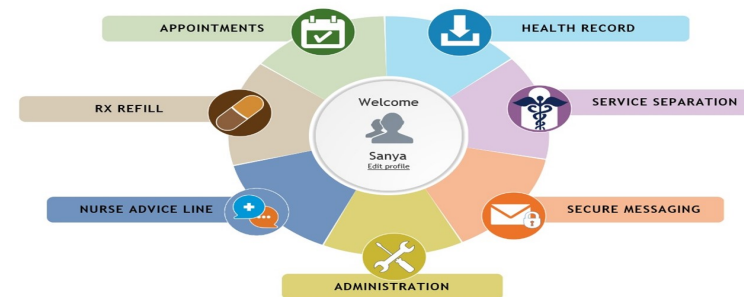 APPOINTMENTS
HEALTH RECORD
RX REFILL
Welcome
Sanya
Edit profile
SERVICE SEPARATION
NURSE ADVICE LINE
SECURE MESSAGING
ADMINISTRATION